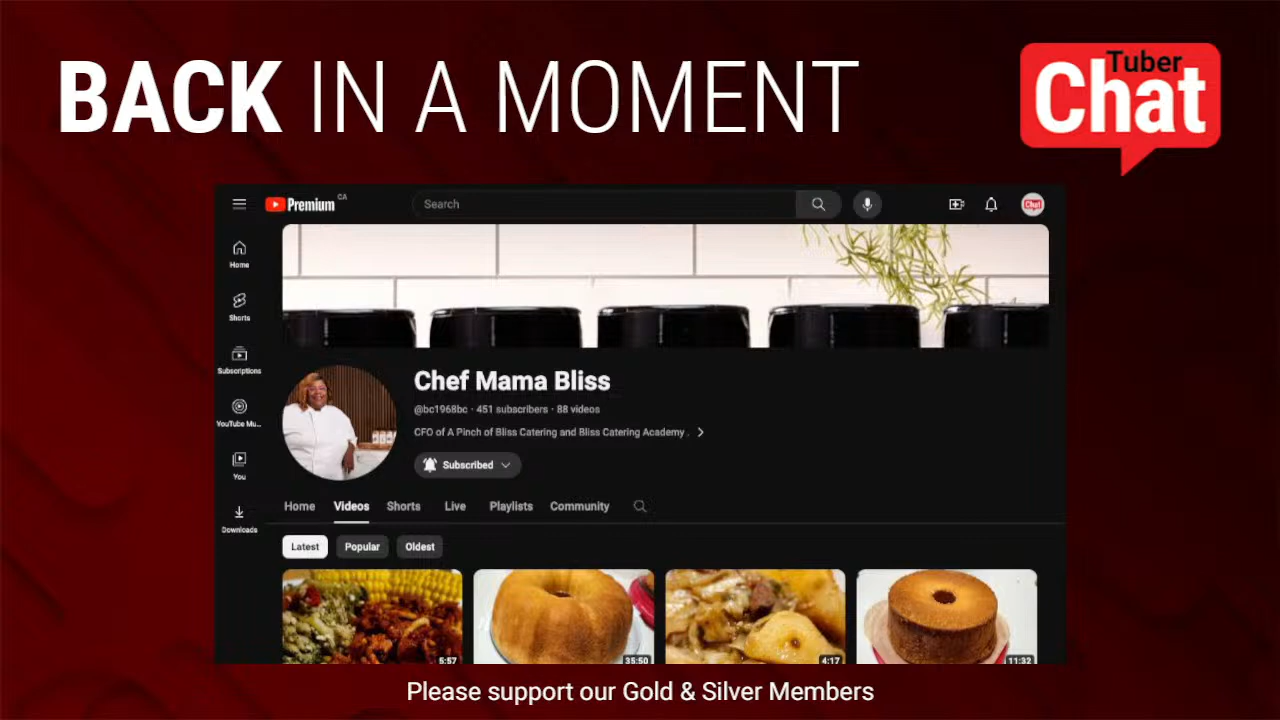 BACK IN A MOMENT
Tuber
Chat
Premium CA
Search
Chat
Home
Shorts
Subscriptions
YouTube Mu...
You
Downloads
Chef Mama Bliss
@bc1968bc · 451 subscribers · 88 videos
CFO of A Pinch of Bliss Catering and Bliss Catering Academy .
Subscribed
Home Videos Shorts Live Playlists Community
Latest Popular Oldest
5:57 35:50 4:17 11:32
Please support our Gold & Silver Members